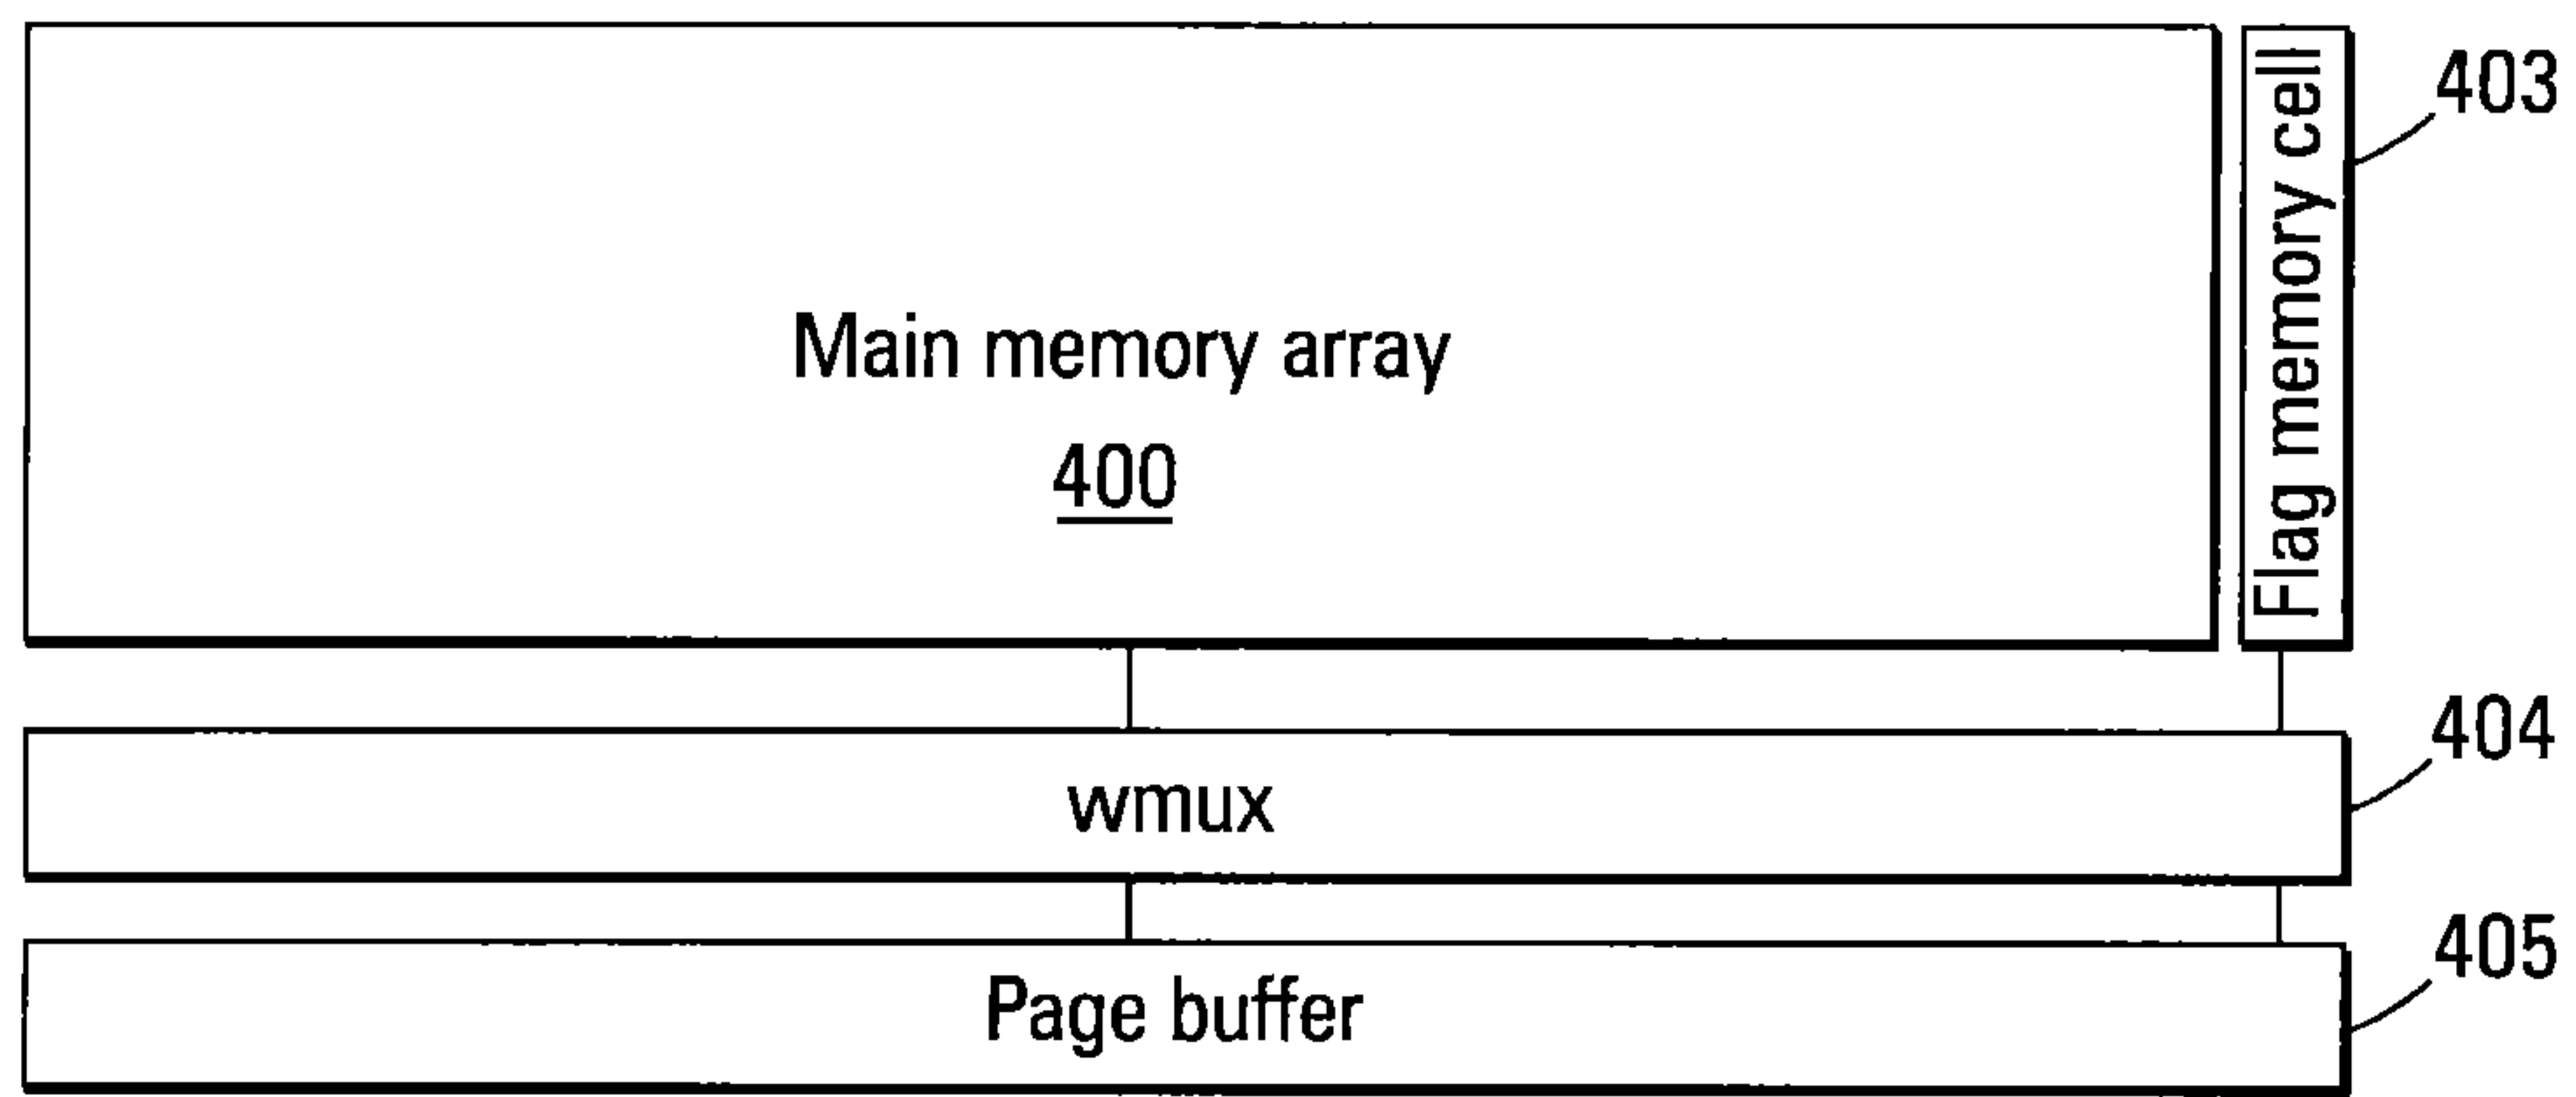 Main memory array
400
Flag memory cell
403
wmux
404
Page buffer
405